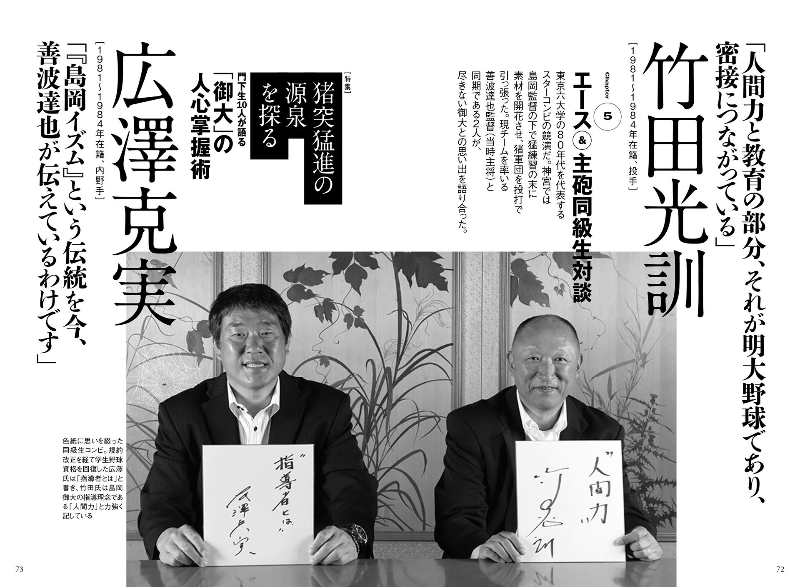 「人間力と教育の部分、それが明大野球であり、
密接につながっている」
竹田光訓
[1981〜1984年在籍、投手]
Chapter 5
エース&主砲同級生対談
東京六大学の80年代を代表する
スターコンビの競演だ。神宮では
島岡監督の下で猛練習の末に
素材を開花させ、猪軍団を投打で
引っ張った。現チームを率いる
善波達也監督(当時主将)と
同期である2人が、
尽きない御大との思い出を語り合った。
[特集]
猪突猛進の
源泉
を探る
門下生10人が語る
「御大」の
人心掌握術
広澤克実
[1981〜1984年在籍、内野手]
「『島岡イズム』という伝統を今、
善波達也が伝えているわけです」
“人間力”
竹田光訓
“指導者とは”
広澤克実
色紙に思いを綴った
同級生コンビ。規約
改正を経て学生野球
資格を回復した広澤
氏は「指導者とは」と
書き、竹田氏は島岡
御大の指導理念であ
る「人間力」と力強く
記している
72
73